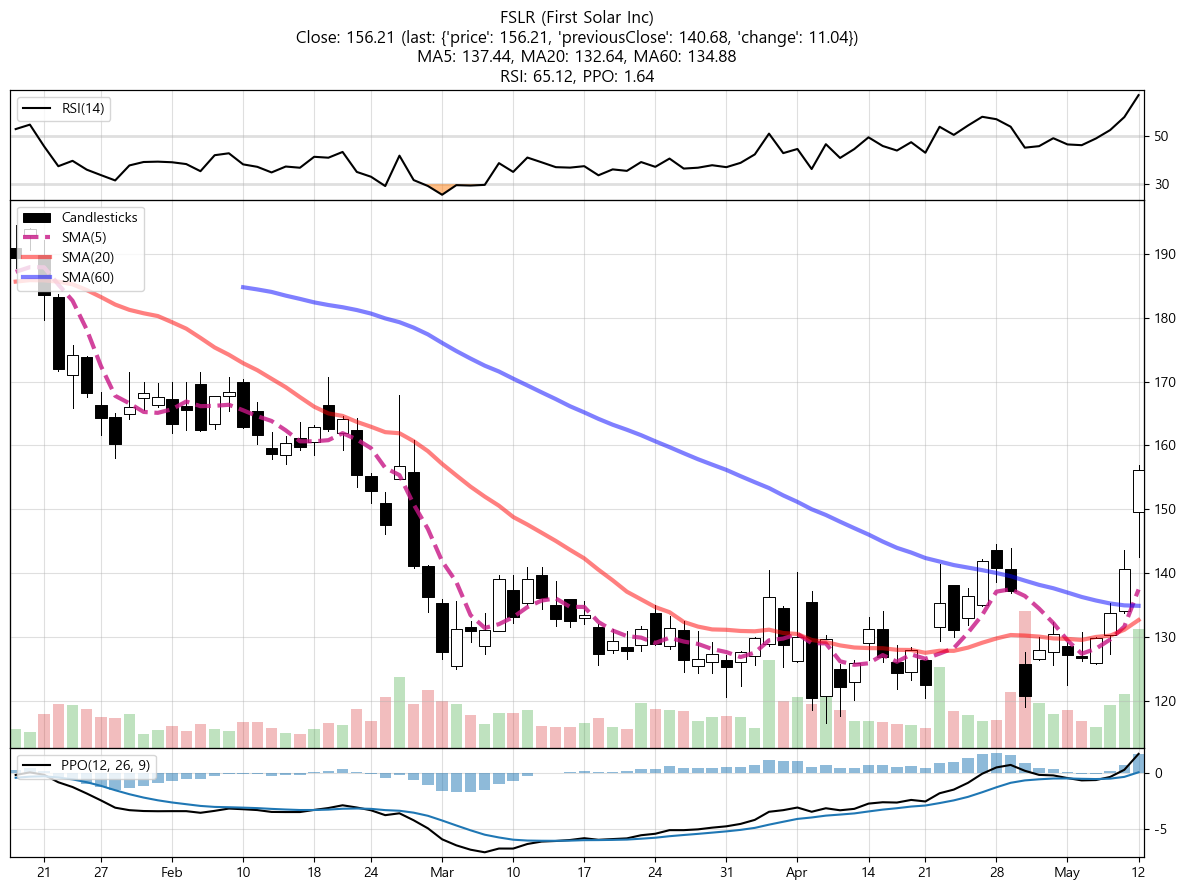 FSLR (First Solar Inc)
Close: 156.21 (last: {'price': 156.21, 'previousClose': 140.68, 'change': 11.04})
MA5: 137.44, MA20: 132.64, MA60: 134.88
RSI: 65.12, PPO: 1.64
RSI(14)
50
30
Candlesticks
SMA(5)
SMA(20)
SMA(60)
190
180
170
160
150
140
130
120
PPO(12, 26, 9)
0
-5
21 27 Feb 10 18 24 Mar 10 17 24 31 Apr 14 21 28 May 12